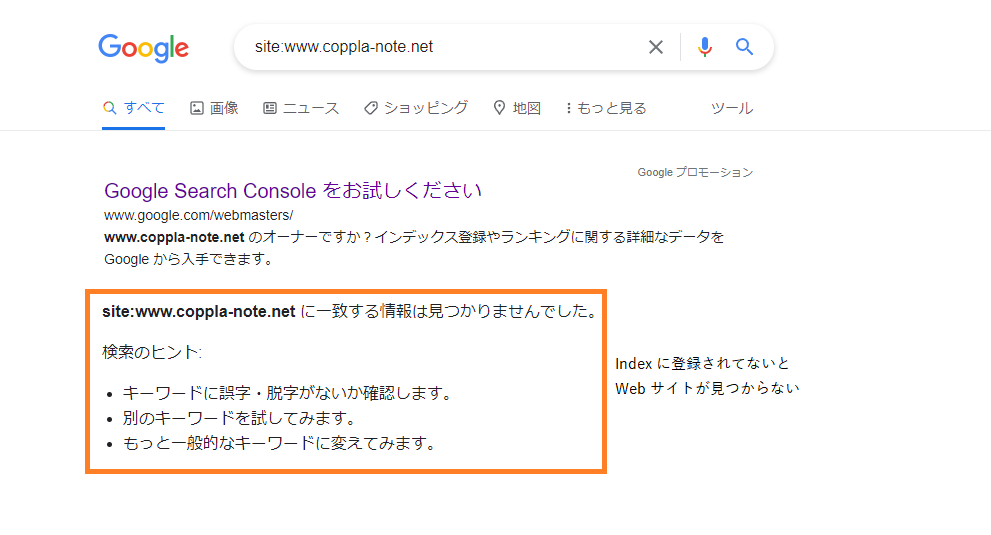 Google
site:www.coppla-note.net
すべて 画像 ニュース ショッピング 地図 もっと見る ツール
Google プロモーション
Google Search Console をお試しください
www.google.com/webmasters/
www.coppla-note.net のオーナーですか？インデックス登録やランキングに関する詳細なデータを
Google から入手できます。
site:www.coppla-note.net に一致する情報は見つかりませんでした。
検索のヒント:
• キーワードに誤字・脱字がないか確認します。
• 別のキーワードを試してみます。
• もっと一般的なキーワードに変えてみます。
Index に登録されてないと
Web サイトが見つからない